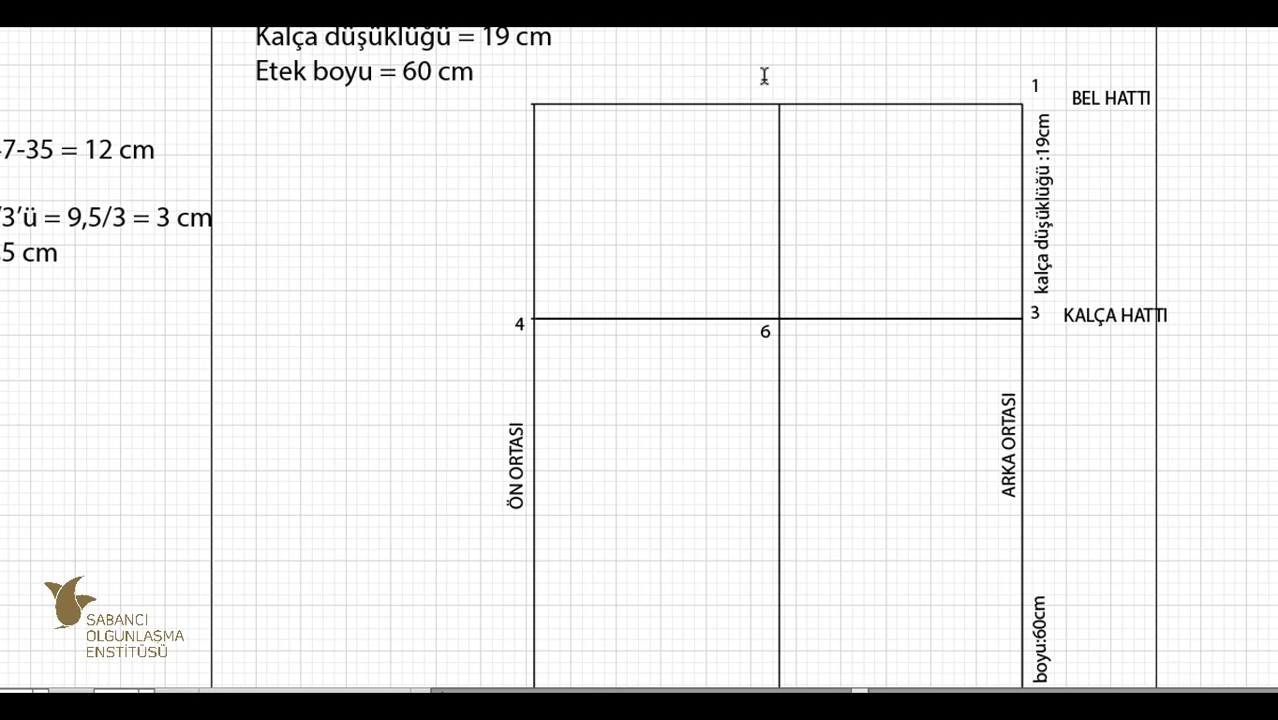 Kalça düşüklüğü = 19 cm
Etek boyu = 60 cm
7-35 = 12 cm
/3'ü = 9,5/3 = 3 cm
5 cm
1
BEL HATTI
kalça düşüklüğü :19cm
4
6
3
KALÇA HATTI
ÖN ORTASI
ARKA ORTASI
boyu:60cm
SABANCI
OLGUNLAŞMA
ENSTİTÜSÜ